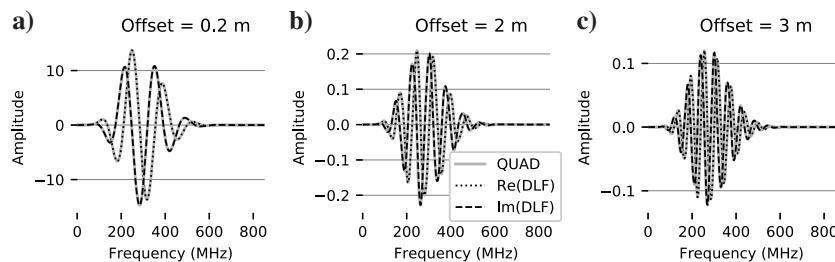 a) Offset = 0.2 m
10
0
−10
Amplitude
0 200 400 600 800
Frequency (MHz)
b) Offset = 2 m
0.2
0.1
0.0
−0.1
−0.2
Amplitude
QUAD
Re(DLF)
Im(DLF)
0 200 400 600 800
Frequency (MHz)
c) Offset = 3 m
0.1
0.0
−0.1
Amplitude
0 200 400 600 800
Frequency (MHz)